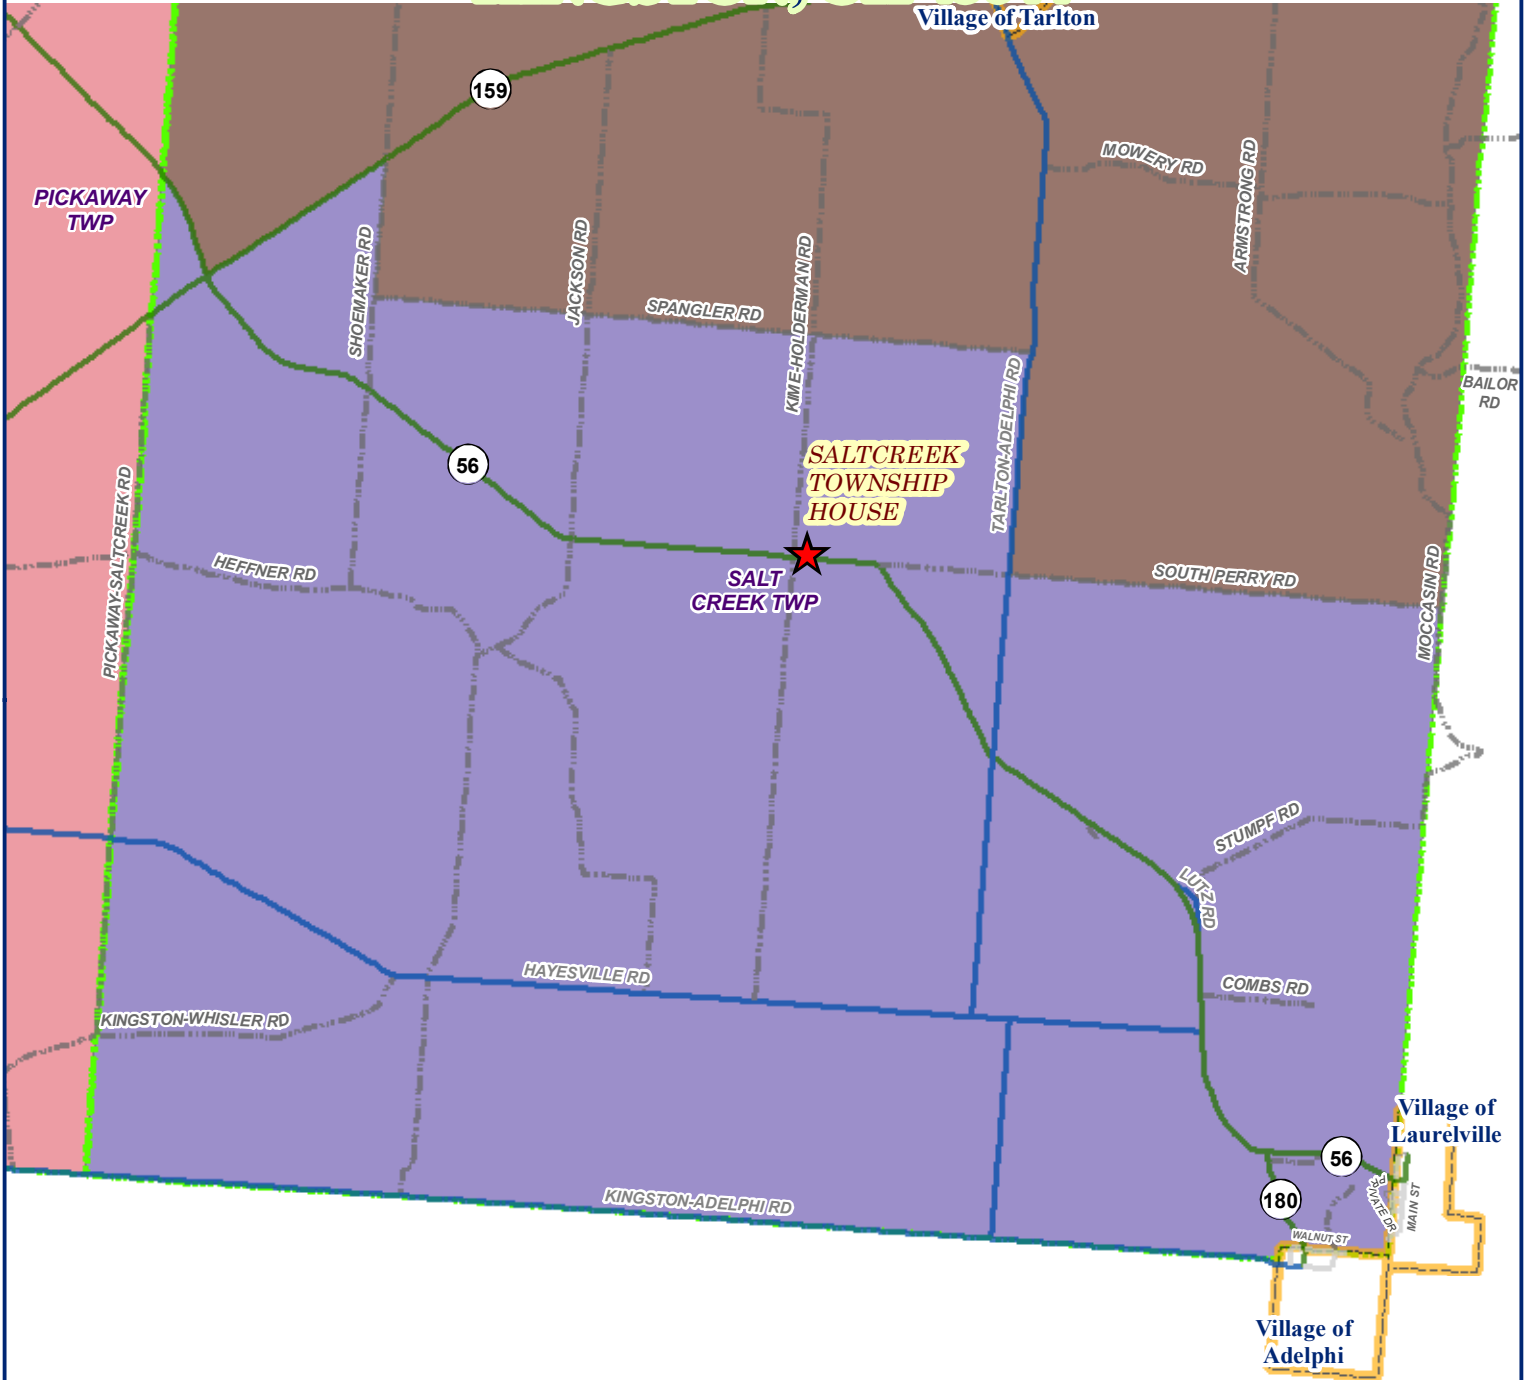 Village of Tarlton
159
MOWERY RD
ARMSTRONG RD
PICKAWAY
TWP
SHOEMAKER RD
JACKSON RD
KIME-HOLDERMAN RD
SPANGLER RD
TARLTON-ADELPHI RD
BAILOR
RD
56
SALTCREEK
TOWNSHIP
HOUSE
PICKAWAY-SALTCREEK RD
HEFFNER RD
SALT
CREEK TWP
SOUTH PERRY RD
MOCCASIN RD
STUMPF RD
LUTZ RD
HAYESVILLE RD
COMBS RD
KINGSTON-WHISLER RD
Village of
Laurelville
56
180
PRIVATE DR
MAIN ST
KINGSTON-ADELPHI RD
WALNUT ST
Village of
Adelphi